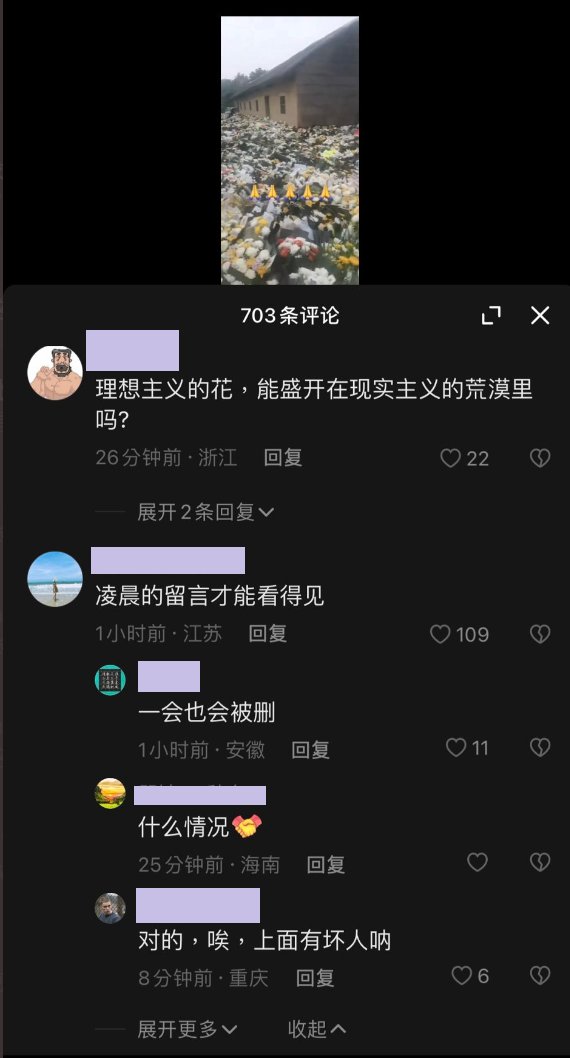 703条评论
理想主义的花，能盛开在现实主义的荒漠里
吗?
26分钟前·浙江 回复 22
展开2条回复
凌晨的留言才能看得见
1小时前·江苏 回复 109
一会也会被删
1小时前·安徽 回复 11
什么情况🤝
25分钟前·海南 回复
对的，唉，上面有坏人呐
8分钟前·重庆 回复 6
展开更多 收起